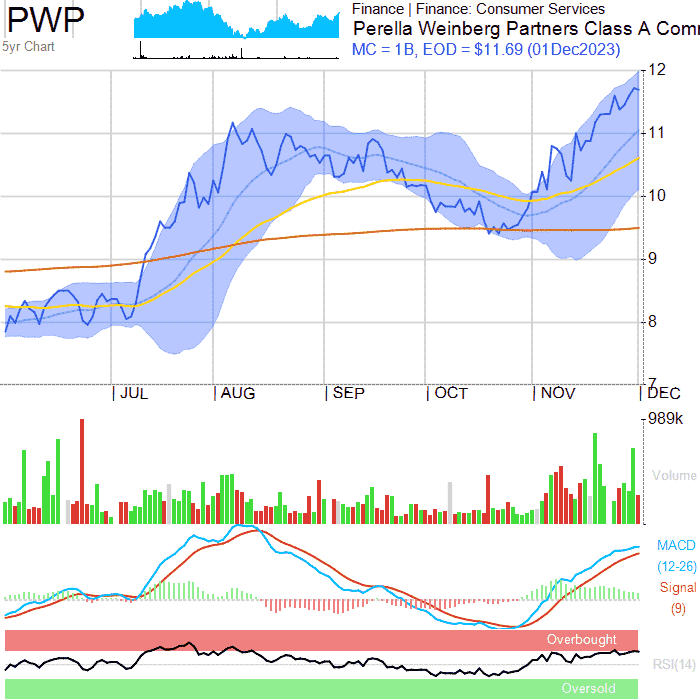 PWP
5yr Chart
Finance | Finance: Consumer Services
Perella Weinberg Partners Class A Com
MC = 1B, EOD = $11.69 (01Dec2023)
12
11
10
9
8
7
JUL AUG SEP OCT NOV DEC
989k
Volume
MACD
(12-26)
Signal
(9)
Overbought
RSI(14)
Oversold